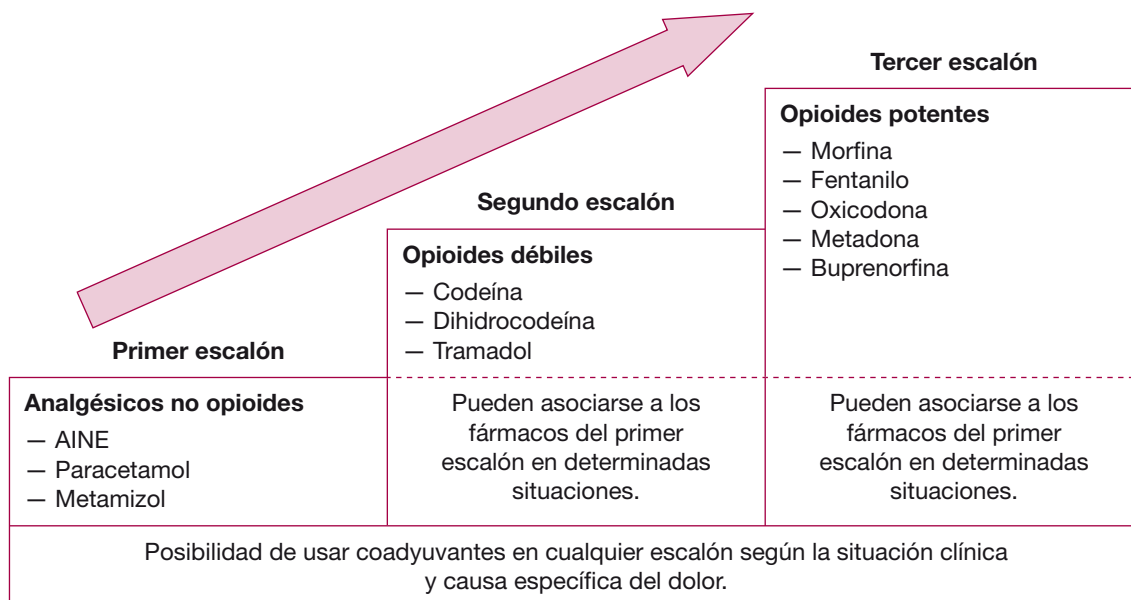 Tercer escalón
Opioides potentes
— Morfina
— Fentanilo
— Oxicodona
— Metadona
— Buprenorfina
Pueden asociarse a los
fármacos del primer
escalón en determinadas
situaciones.
Segundo escalón
Opioides débiles
— Codeína
— Dihidrocodeína
— Tramadol
Pueden asociarse a los
fármacos del primer
escalón en determinadas
situaciones.
Primer escalón
Analgésicos no opioides
— AINE
— Paracetamol
— Metamizol
Posibilidad de usar coadyuvantes en cualquier escalón según la situación clínica
y causa específica del dolor.